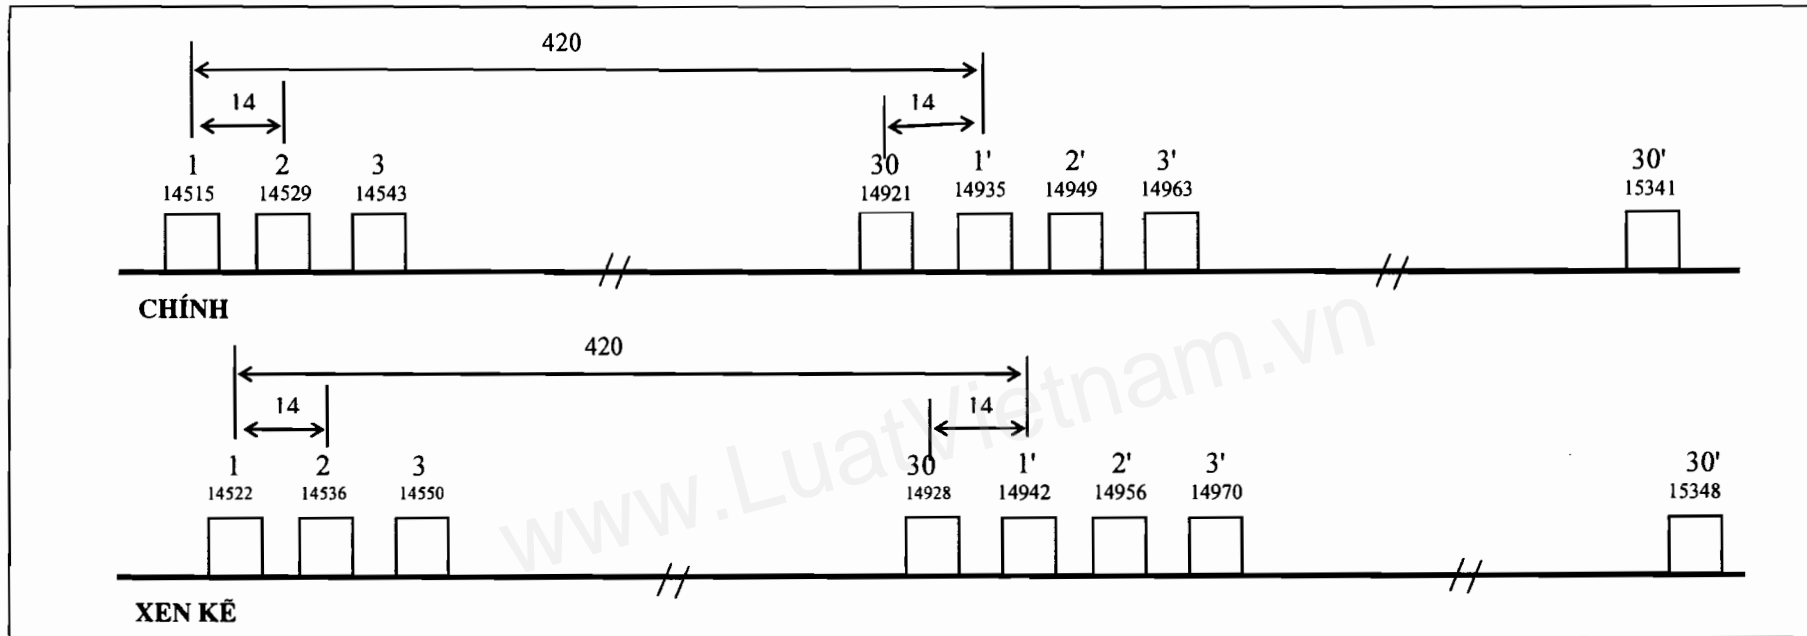 420
14 14
1 2 3 30 1' 2' 3' 30'
14515 14529 14543 14921 14935 14949 14963 15341
CHÍNH
420
14 14
1 2 3 30 1' 2' 3' 30'
14522 14536 14550 14928 14942 14956 14970 15348
XEN KẼ
www.LuatVietnam.vn